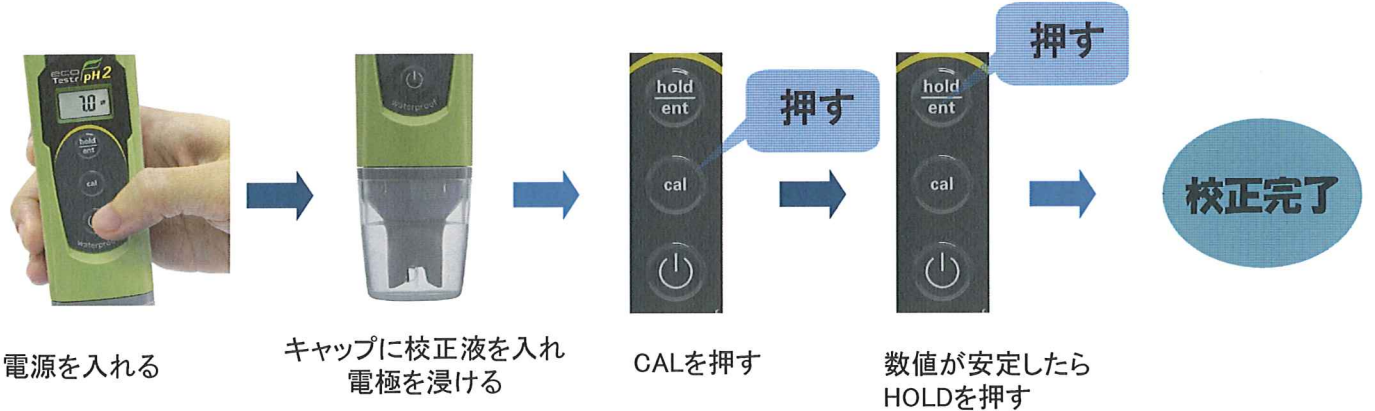 eco
Testr pH 2
7.0
hold
ent
cal
waterproof
waterproof
hold
ent
cal
押す
hold
ent
cal
押す
校正完了
電源を入れる
キャップに校正液を入れ
電極を浸ける
CALを押す
数値が安定したら
HOLDを押す